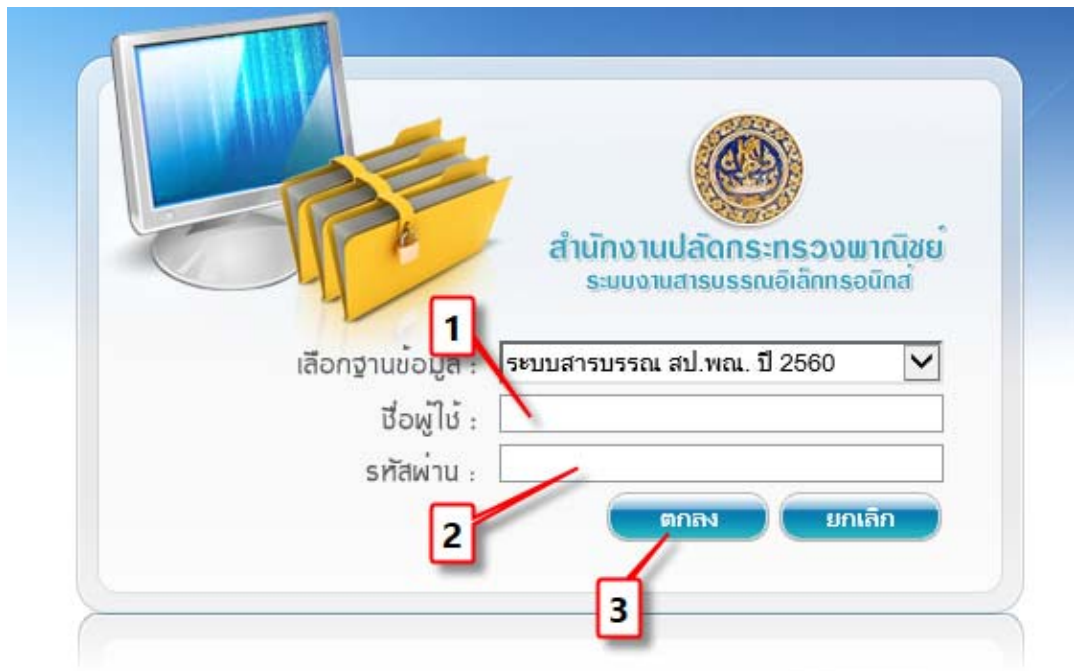 สำนักงานปลัดกระทรวงพาณิชย์
ระบบงานสารบรรณอิเล็กทรอนิกส์
1
เลือกฐานข้อมูล : ระบบสารบรรณ สป.พณ. ปี 2560
ชื่อผู้ใช้ :
รหัสผ่าน :
2
ตกลง ยกเลิก
3